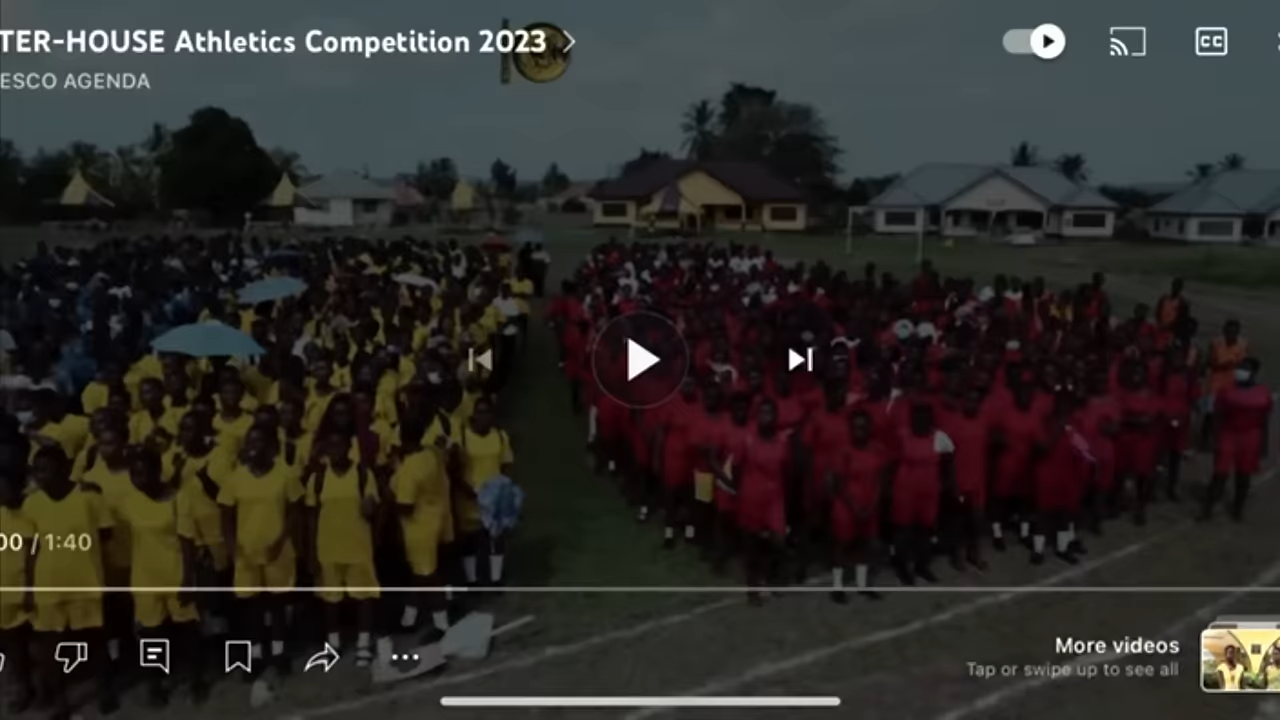 TER-HOUSE Athletics Competition 2023
ESCO AGENDA
CC
00 / 1:40
More videos
Tap or swipe up to see all